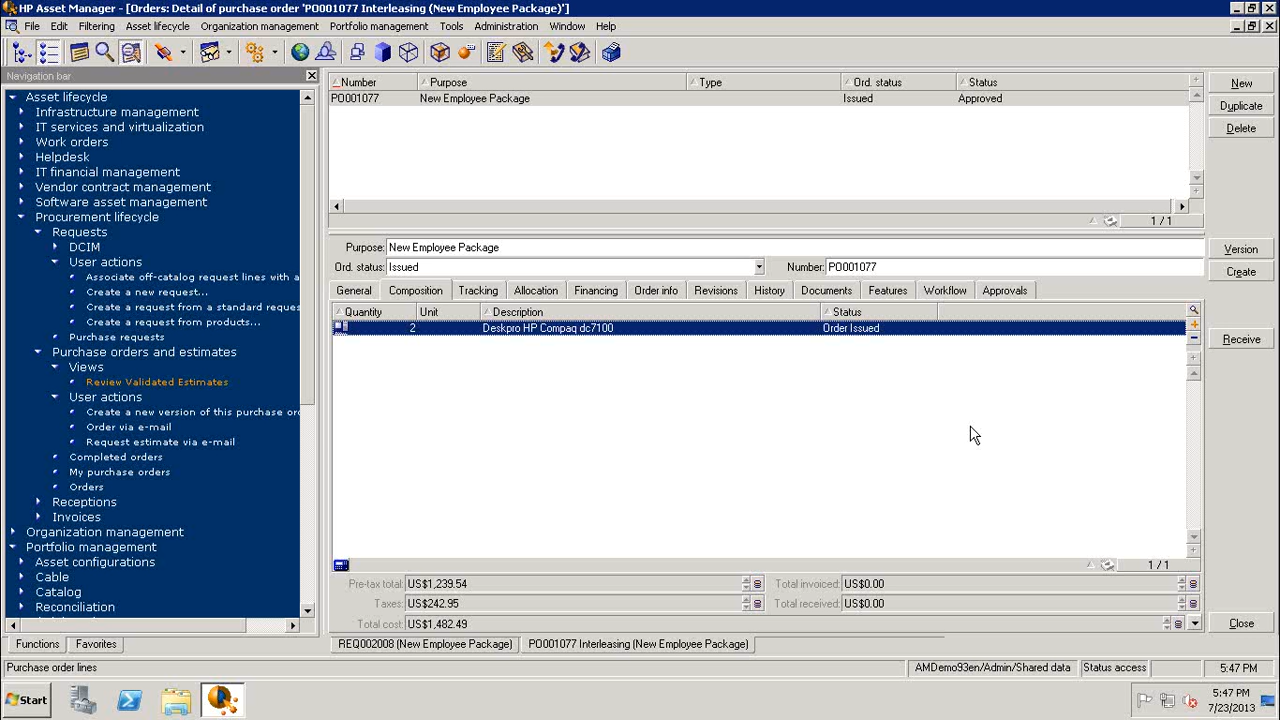 HP Asset Manager - [Orders: Detail of purchase order 'PO001077 Interleasing (New Employee Package)']
File Edit Filtering Asset lifecycle Organization management Portfolio management Tools Administration Window Help
Navigation bar
Asset lifecycle
Infrastructure management
IT services and virtualization
Work orders
Helpdesk
IT financial management
Vendor contract management
Software asset management
Procurement lifecycle
Requests
DCIM
User actions
Associate off-catalog request lines with a
Create a new request...
Create a request from a standard reques
Create a request from products...
Purchase requests
Purchase orders and estimates
Views
Review Validated Estimates
User actions
Create a new version of this purchase or
Order via e-mail
Request estimate via e-mail
Completed orders
My purchase orders
Orders
Receptions
Invoices
Organization management
Portfolio management
Asset configurations
Cable
Catalog
Reconciliation
Functions Favorites
Number Purpose Type Ord. status Status
PO001077 New Employee Package Issued Approved
1 / 1
New
Duplicate
Delete
Purpose: New Employee Package
Ord. status: Issued Number: PO001077
Version
Create
General Composition Tracking Allocation Financing Order info Revisions History Documents Features Workflow Approvals
Quantity Unit Description Status
2 Deskpro HP Compaq dc7100 Order Issued
Receive
1 / 1
Pre-tax total: US$1,239.54 Total invoiced: US$0.00
Taxes: US$242.95 Total received: US$0.00
Total cost: US$1,482.49
Close
REQ002008 (New Employee Package) PO001077 Interleasing (New Employee Package)
Purchase order lines AMDemo93en/Admin/Shared data Status access 5:47 PM
Start
5:47 PM
7/23/2013